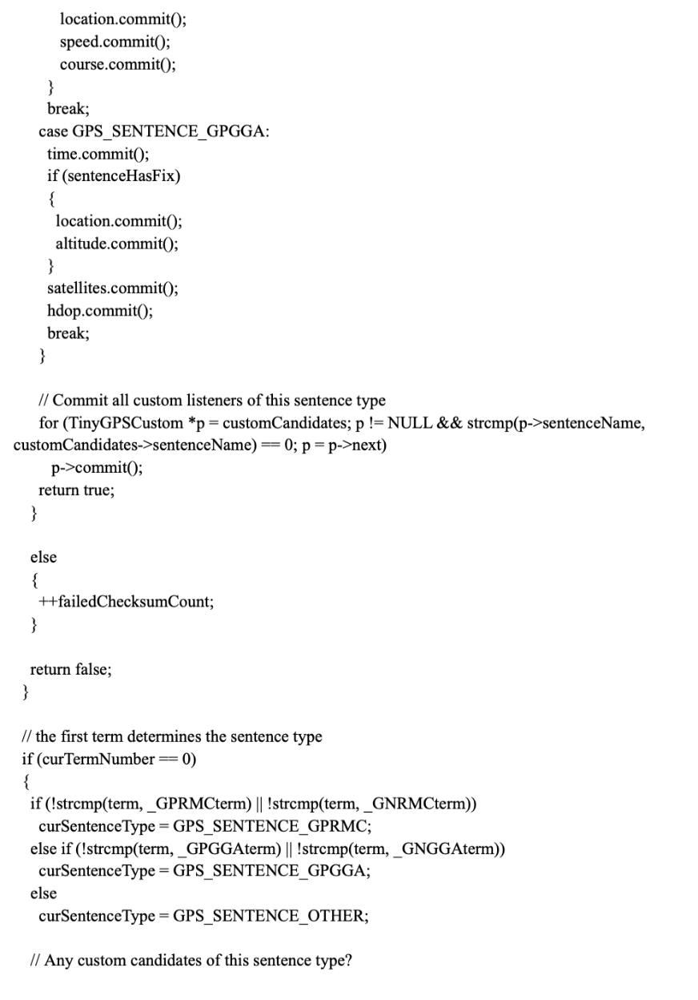 location.commit();
speed.commit();
course.commit();
}
break;
case GPS_SENTENCE_GPGGA:
time.commit();
if (sentenceHasFix)
{
location.commit();
altitude.commit();
}
satellites.commit();
hdop.commit();
break;
}
// Commit all custom listeners of this sentence type
for (TinyGPSCustom *p = customCandidates; p != NULL && strcmp(p->sentenceName,
customCandidates->sentenceName) == 0; p = p->next)
p->commit();
return true;
}
else
{
++failedChecksumCount;
}
return false;
}
// the first term determines the sentence type
if (curTermNumber == 0)
{
if (!strcmp(term, _GPRMCterm) || !strcmp(term, _GNRMCterm))
curSentenceType = GPS_SENTENCE_GPRMC;
else if (!strcmp(term, _GPGGAterm) || !strcmp(term, _GNGGAterm))
curSentenceType = GPS_SENTENCE_GPGGA;
else
curSentenceType = GPS_SENTENCE_OTHER;
// Any custom candidates of this sentence type?